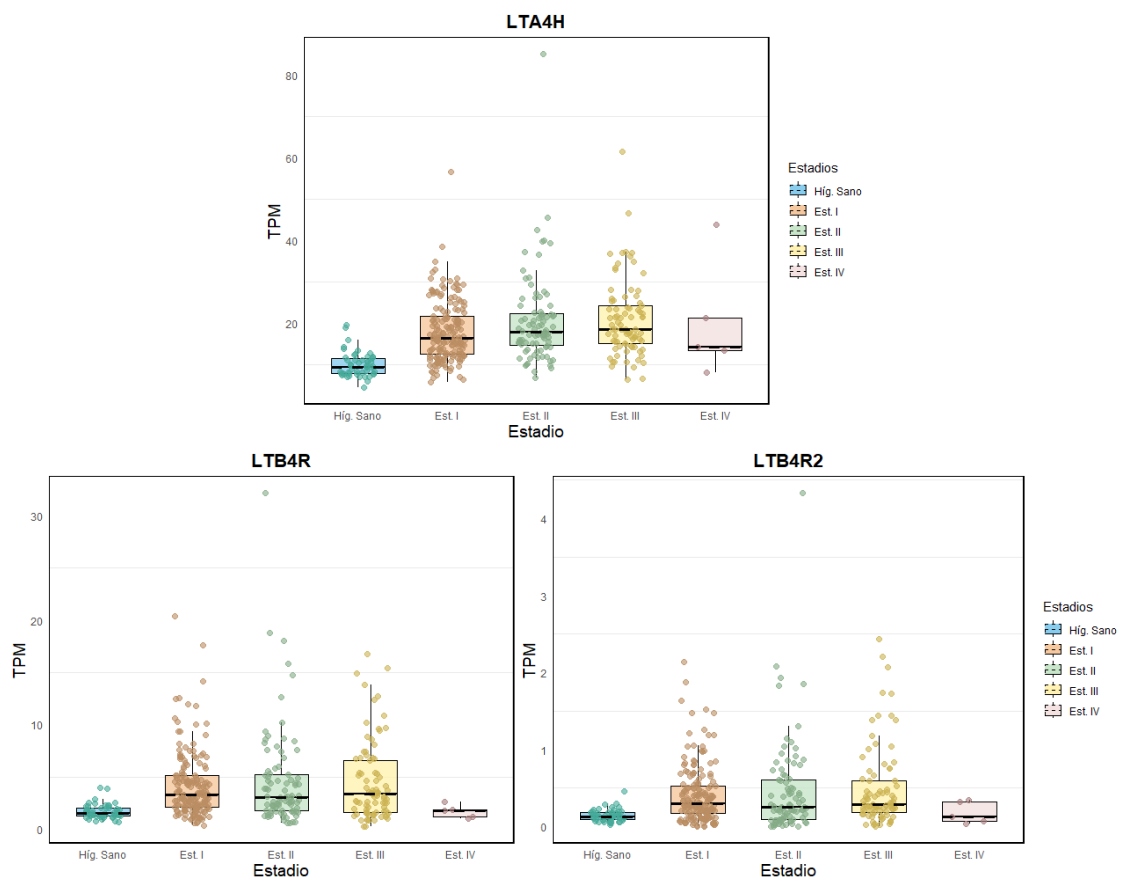 LTA4H
80
60
40
20
TPM
Híg. Sano
Est. I
Est. II
Est. III
Est. IV
Estadio
Estadios
Híg. Sano
Est. I
Est. II
Est. III
Est. IV
LTB4R
30
20
10
0
TPM
Híg. Sano
Est. I
Est. II
Est. III
Est. IV
Estadio
LTB4R2
4
3
2
1
0
TPM
Híg. Sano
Est. I
Est. II
Est. III
Est. IV
Estadio
Estadios
Híg. Sano
Est. I
Est. II
Est. III
Est. IV